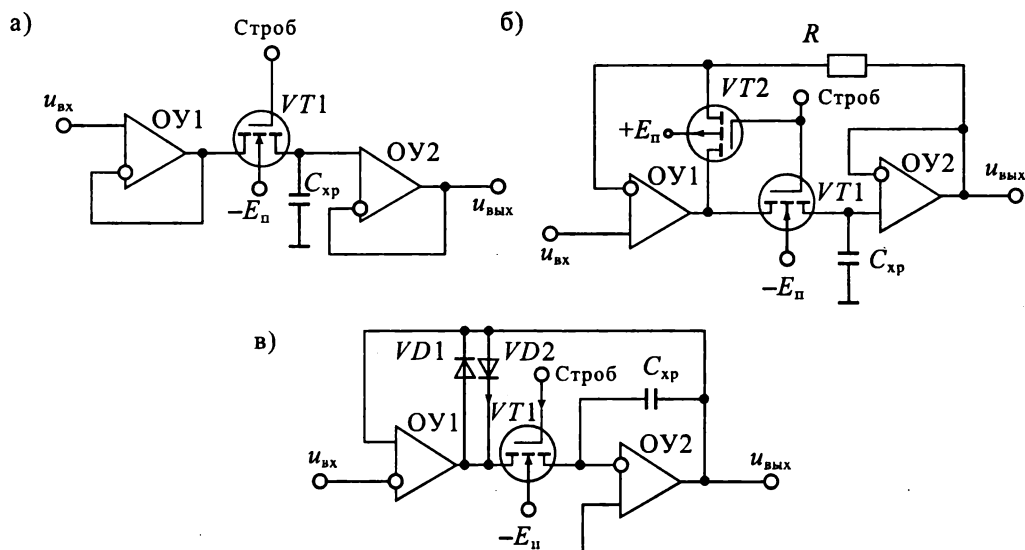 а)
Строб
VT1
uвх
ОУ1
ОУ2
Cхр
−Eп
uвых
б)
R
VT2
Строб
+Eп
ОУ1
VT1
ОУ2
uвх
uвых
Cхр
−Eп
в)
VD1
VD2
Строб
Cхр
ОУ1
VT1
ОУ2
uвх
uвых
−Eп